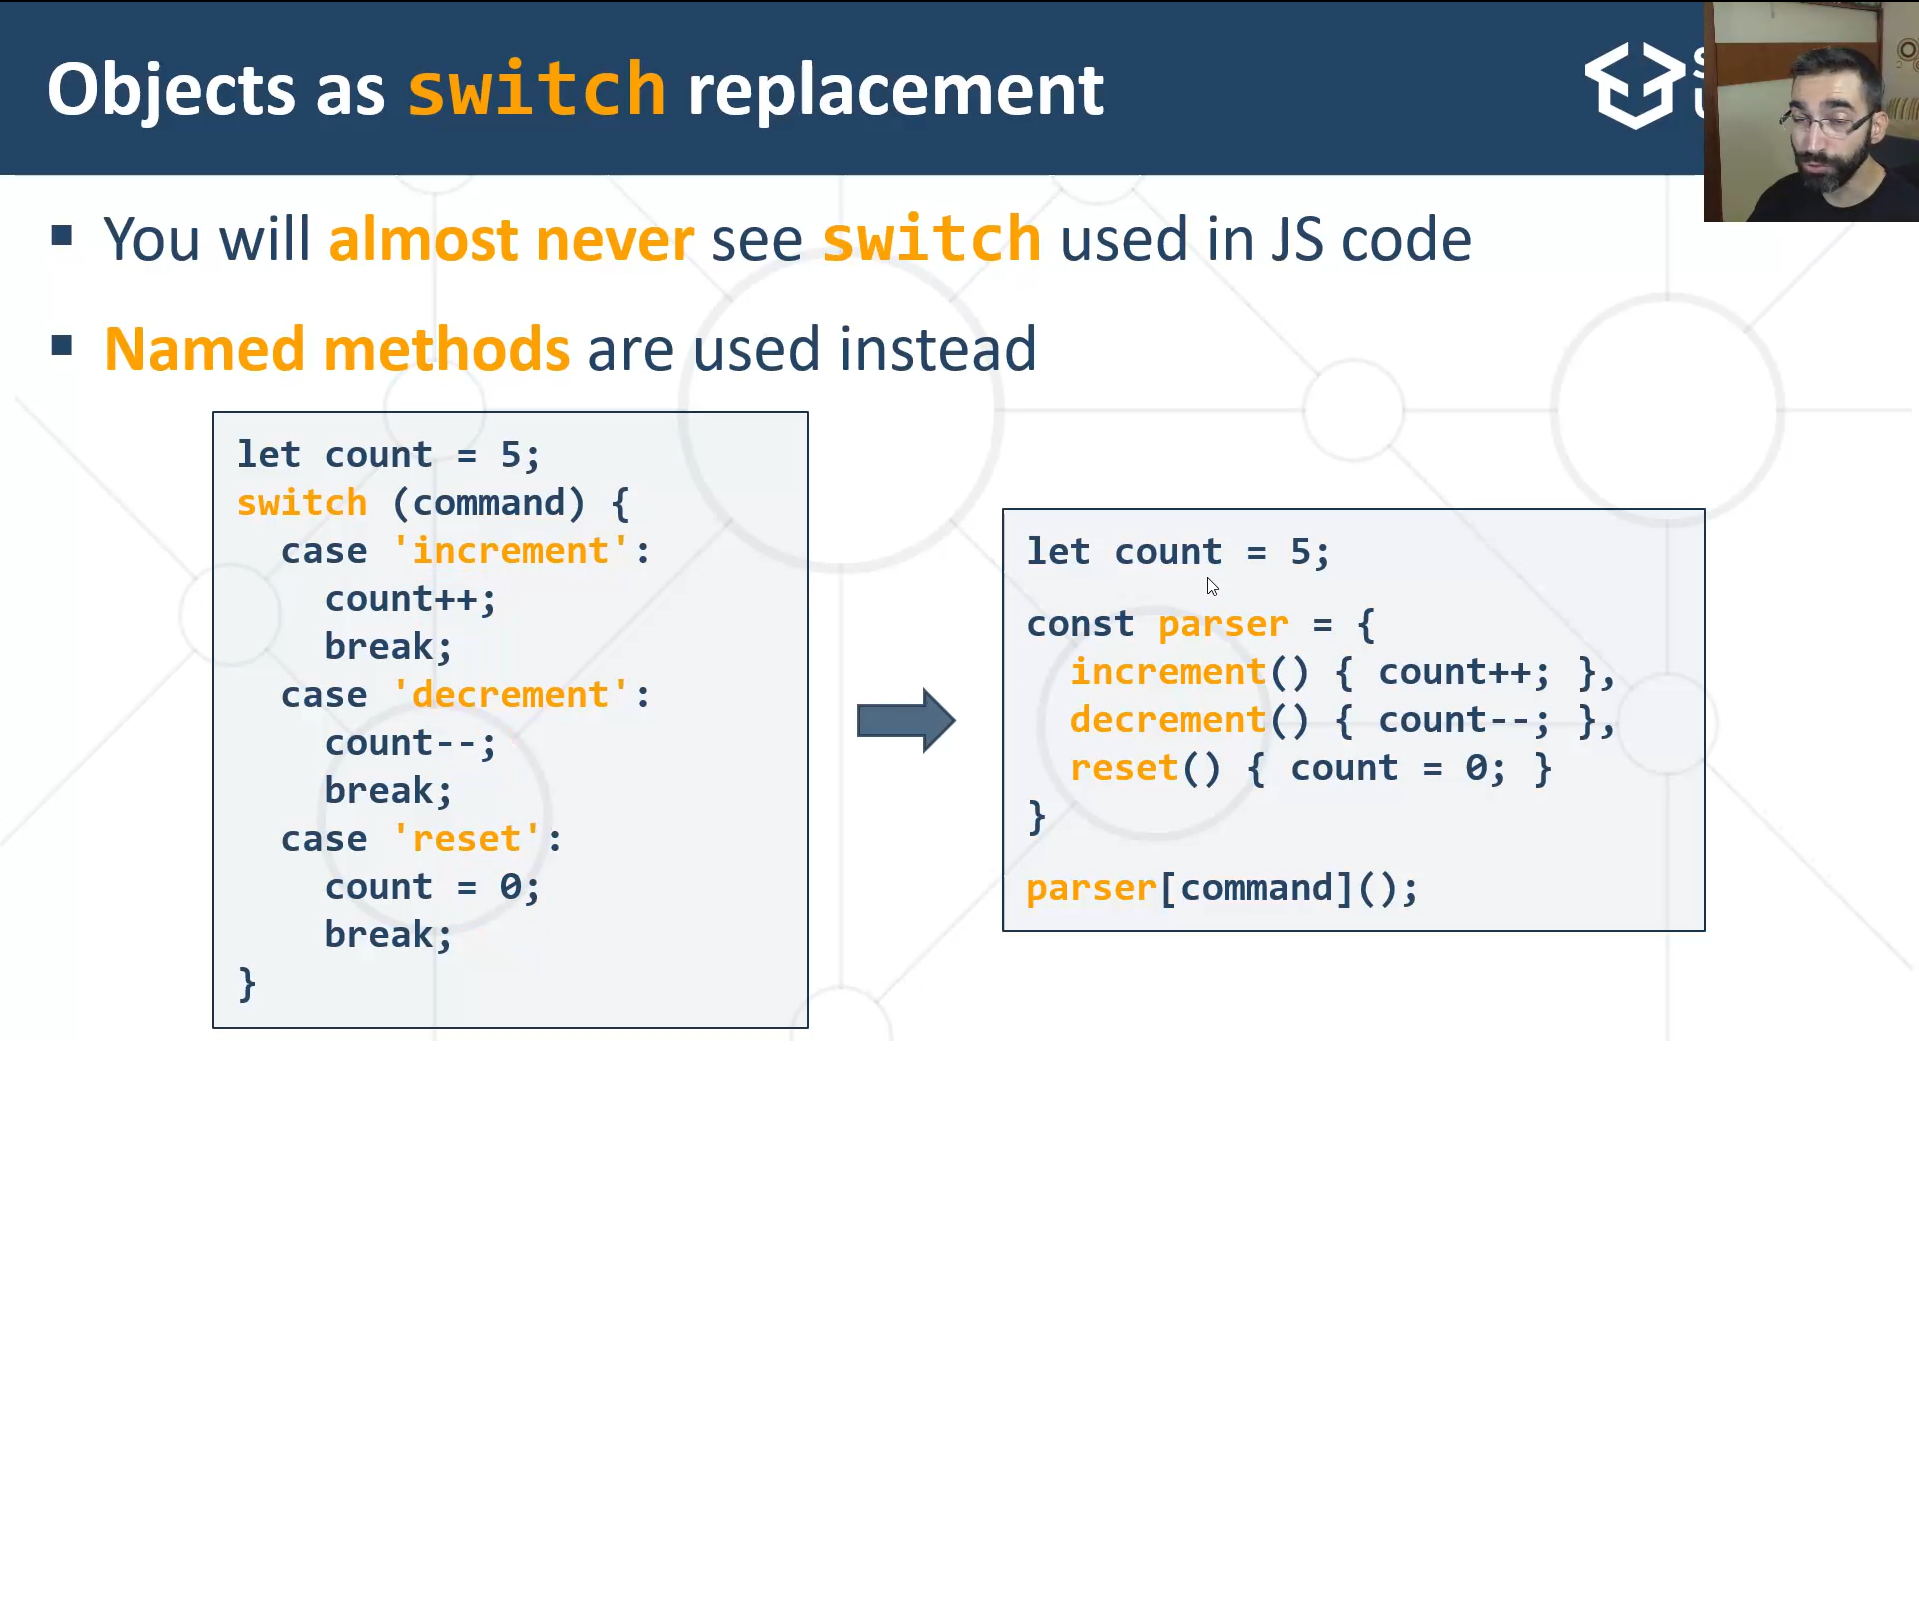 Objects as switch replacement
▪ You will almost never see switch used in JS code
▪ Named methods are used instead
let count = 5;
switch (command) {
  case 'increment':
    count++;
    break;
  case 'decrement':
    count--;
    break;
  case 'reset':
    count = 0;
    break;
}
let count = 5;
const parser = {
  increment() { count++; },
  decrement() { count--; },
  reset() { count = 0; }
}
parser[command]();